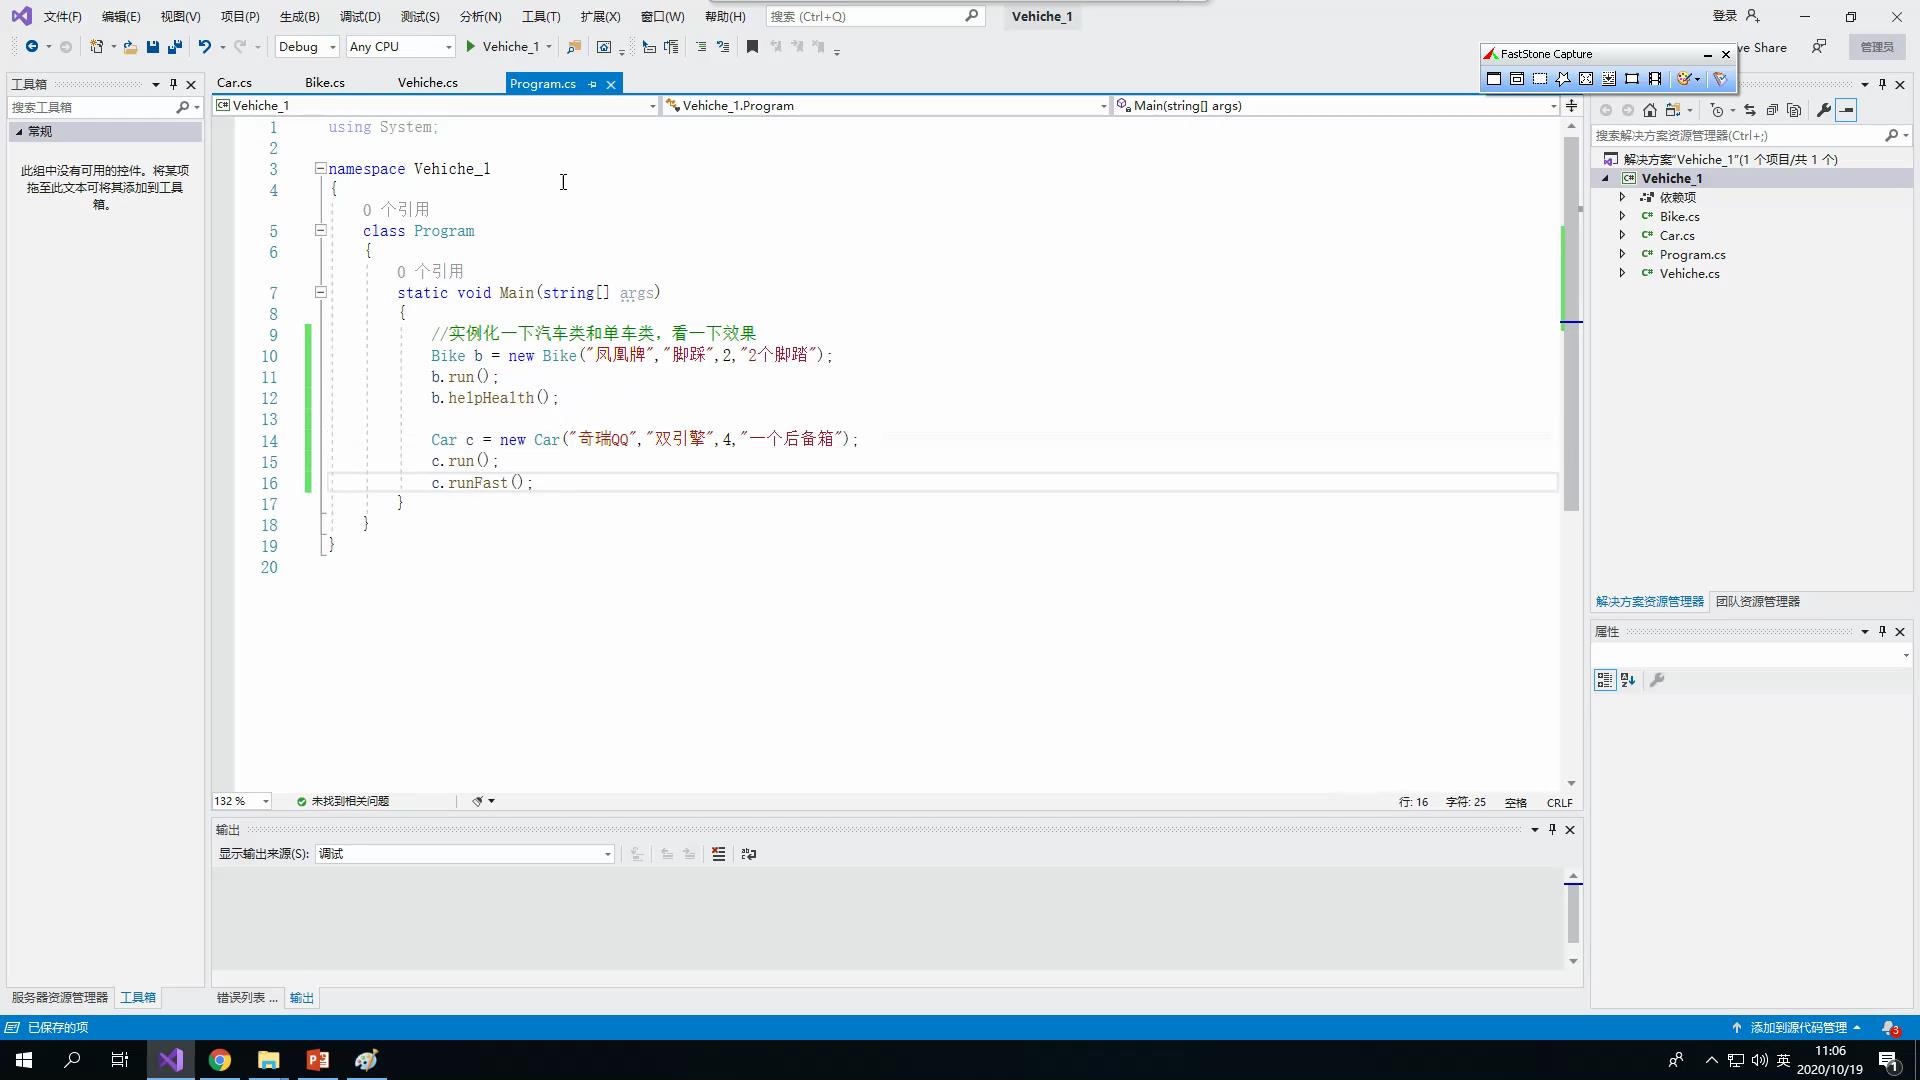 文件(F) 编辑(E) 视图(V) 项目(P) 生成(B) 调试(D) 测试(S) 分析(N) 工具(T) 扩展(X) 窗口(W) 帮助(H) 搜索 (Ctrl+Q) Vehiche_1 登录
Debug Any CPU Vehiche_1 ve Share 管理员
FastStone Capture
工具箱 Car.cs Bike.cs Vehiche.cs Program.cs
搜索工具箱 Vehiche_1 Vehiche_1.Program Main(string[] args)
常规
此组中没有可用的控件。将某项
拖至此文本可将其添加到工具
箱。
1 using System;
2
3 namespace Vehiche_1
4 {
0 个引用
5 class Program
6 {
0 个引用
7 static void Main(string[] args)
8 {
9 //实例化一下汽车类和单车类，看一下效果
10 Bike b = new Bike("凤凰牌","脚踩",2,"2个脚踏");
11 b.run();
12 b.helpHealth();
13
14 Car c = new Car("奇瑞QQ","双引擎",4,"一个后备箱");
15 c.run();
16 c.runFast();
17 }
18 }
19 }
20
搜索解决方案资源管理器(Ctrl+;)
解决方案"Vehiche_1"(1 个项目/共 1 个)
Vehiche_1
依赖项
Bike.cs
Car.cs
Program.cs
Vehiche.cs
解决方案资源管理器 团队资源管理器
属性
132 % 未找到相关问题 行: 16 字符: 25 空格 CRLF
输出
显示输出来源(S): 调试
服务器资源管理器 工具箱 错误列表 ... 输出
已保存的项 添加到源代码管理 3
英 11:06
2020/10/19 1